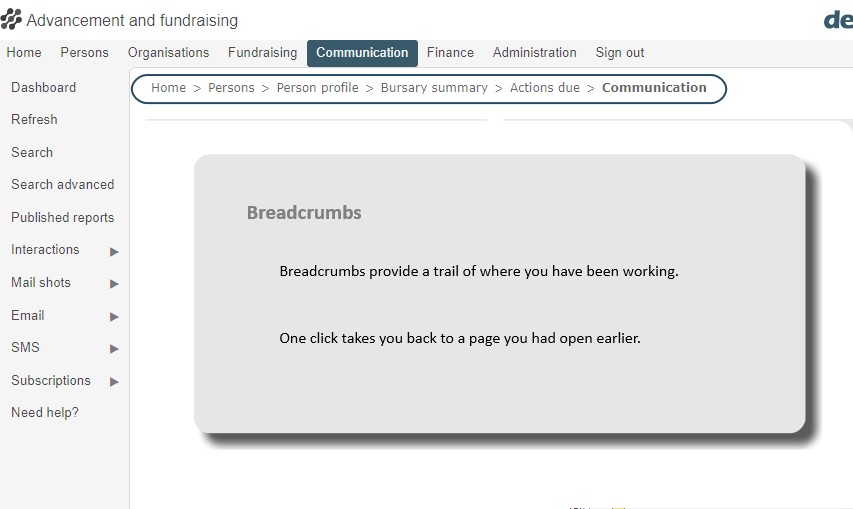 Advancement and fundraising
de
Home Persons Organisations Fundraising Communication Finance Administration Sign out
Home > Persons > Person profile > Bursary summary > Actions due > Communication
Dashboard
Refresh
Search
Search advanced
Published reports
Interactions
Mail shots
Email
SMS
Subscriptions
Need help?
Breadcrumbs
Breadcrumbs provide a trail of where you have been working.
One click takes you back to a page you had open earlier.